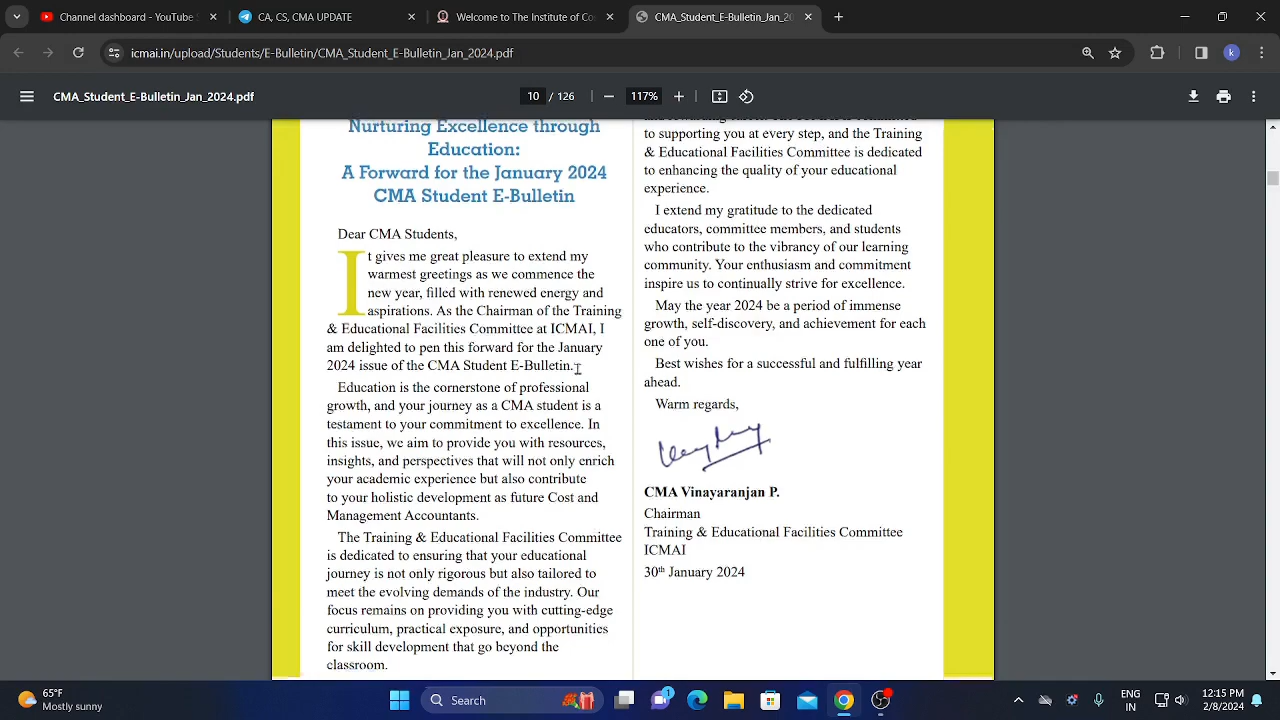 Channel dashboard - YouTube S
CA, CS, CMA UPDATE
Welcome to The Institute of Co
CMA_Student_E-Bulletin_Jan_20
icmai.in/upload/Students/E-Bulletin/CMA_Student_E-Bulletin_Jan_2024.pdf
k
CMA_Student_E-Bulletin_Jan_2024.pdf
10 / 126
117%
Nurturing Excellence through
Education:
A Forward for the January 2024
CMA Student E-Bulletin
Dear CMA Students,
It gives me great pleasure to extend my
warmest greetings as we commence the
new year, filled with renewed energy and
aspirations. As the Chairman of the Training
& Educational Facilities Committee at ICMAI, I
am delighted to pen this forward for the January
2024 issue of the CMA Student E-Bulletin.
Education is the cornerstone of professional
growth, and your journey as a CMA student is a
testament to your commitment to excellence. In
this issue, we aim to provide you with resources,
insights, and perspectives that will not only enrich
your academic experience but also contribute
to your holistic development as future Cost and
Management Accountants.
The Training & Educational Facilities Committee
is dedicated to ensuring that your educational
journey is not only rigorous but also tailored to
meet the evolving demands of the industry. Our
focus remains on providing you with cutting-edge
curriculum, practical exposure, and opportunities
for skill development that go beyond the
classroom.
to supporting you at every step, and the Training
& Educational Facilities Committee is dedicated
to enhancing the quality of your educational
experience.
I extend my gratitude to the dedicated
educators, committee members, and students
who contribute to the vibrancy of our learning
community. Your enthusiasm and commitment
inspire us to continually strive for excellence.
May the year 2024 be a period of immense
growth, self-discovery, and achievement for each
one of you.
Best wishes for a successful and fulfilling year
ahead.
Warm regards,
CMA Vinayaranjan P.
Chairman
Training & Educational Facilities Committee
ICMAI
30th January 2024
65°F
Mostly sunny
Search
1
ENG
IN
12:15 PM
2/8/2024